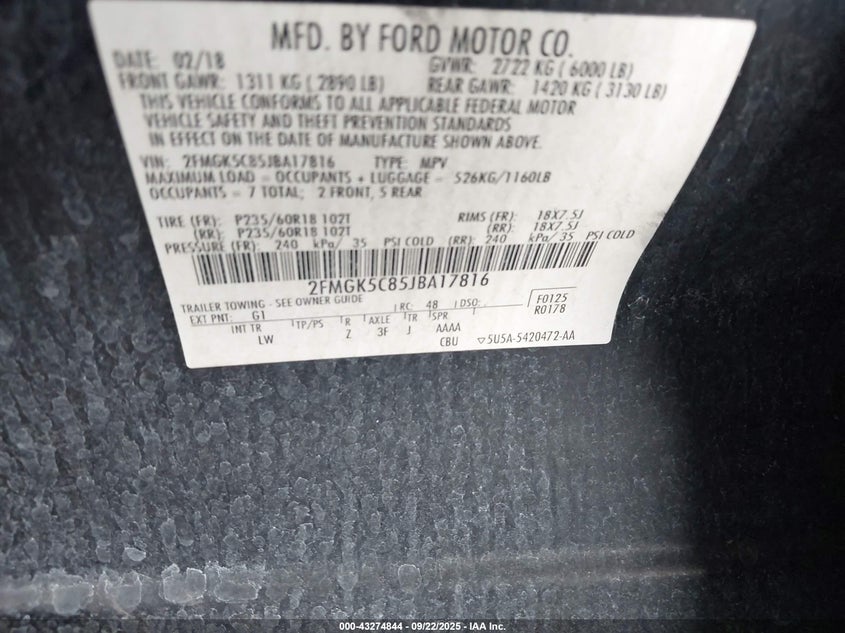 MFD. BY FORD MOTOR CO.
DATE: 02/18 GVWR: 2722 KG ( 6000 LB)
FRONT GAWR: 1311 KG ( 2890 LB) REAR GAWR: 1420 KG ( 3130 LB)
THIS VEHICLE CONFORMS TO ALL APPLICABLE FEDERAL MOTOR
VEHICLE SAFETY AND THEFT PREVENTION STANDARDS
IN EFFECT ON THE DATE OF MANUFACTURE SHOWN ABOVE.
VIN: 2FMGK5C85JBA17816 TYPE: MPV
MAXIMUM LOAD = OCCUPANTS + LUGGAGE = 526KG/1160LB
OCCUPANTS = 7 TOTAL; 2 FRONT, 5 REAR
TIRE (FR): P235/60R18 102T RIMS (FR): 18X7.5J
(RR): P235/60R18 102T (RR): 18X7.5J
PRESSURE (FR): 240 kPa/ 35 PSI COLD (RR): 240 kPa/ 35 PSI COLD
2FMGK5C85JBA17816
TRAILER TOWING - SEE OWNER GUIDE
EXT PNT: G1 RC: 48 DSO: F0125
R0178
INT TR TP/PS R AXLE TR SPR
LW Z 3F J AAAA
CBU ▽5U5A-5420472-AA
000-43274844 | 09/22/2025 | IAA Inc.